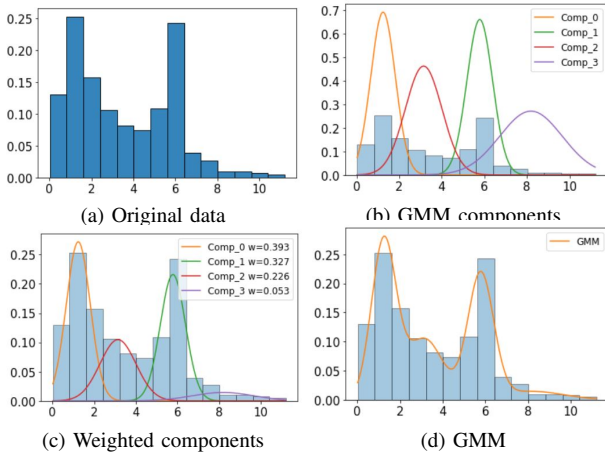 0.25
0.20
0.15
0.10
0.05
0.00
0 2 4 6 8 10
(a) Original data
0.7
0.6
0.5
0.4
0.3
0.2
0.1
0.0
0 2 4 6 8 10
Comp_0
Comp_1
Comp_2
Comp_3
(b) GMM components
0.25
0.20
0.15
0.10
0.05
0.00
0 2 4 6 8 10
Comp_0 w=0.393
Comp_1 w=0.327
Comp_2 w=0.226
Comp_3 w=0.053
(c) Weighted components
0.25
0.20
0.15
0.10
0.05
0.00
0 2 4 6 8 10
GMM
(d) GMM